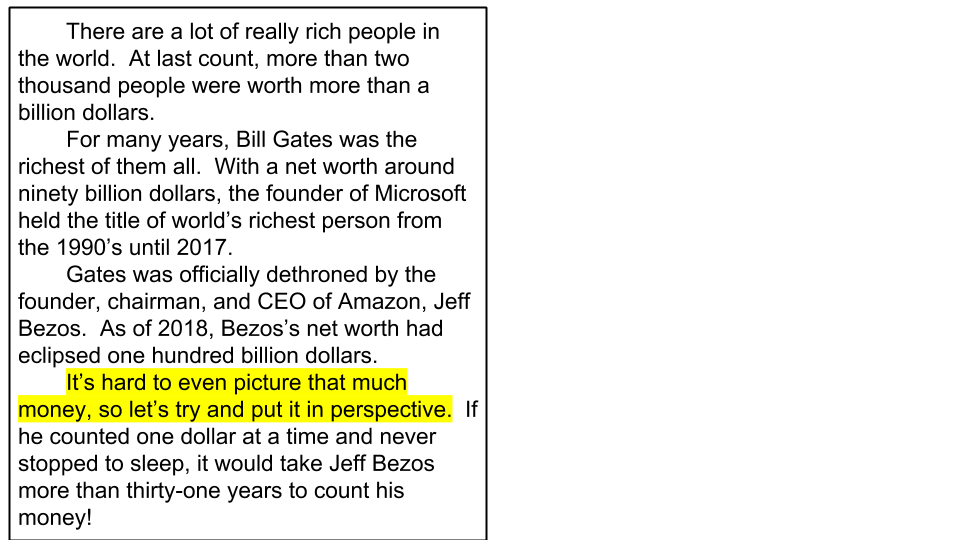 There are a lot of really rich people in
the world.  At last count, more than two
thousand people were worth more than a
billion dollars.
For many years, Bill Gates was the
richest of them all.  With a net worth around
ninety billion dollars, the founder of Microsoft
held the title of world’s richest person from
the 1990’s until 2017.
Gates was officially dethroned by the
founder, chairman, and CEO of Amazon, Jeff
Bezos.  As of 2018, Bezos’s net worth had
eclipsed one hundred billion dollars.
It’s hard to even picture that much
money, so let’s try and put it in perspective.  If
he counted one dollar at a time and never
stopped to sleep, it would take Jeff Bezos
more than thirty-one years to count his
money!